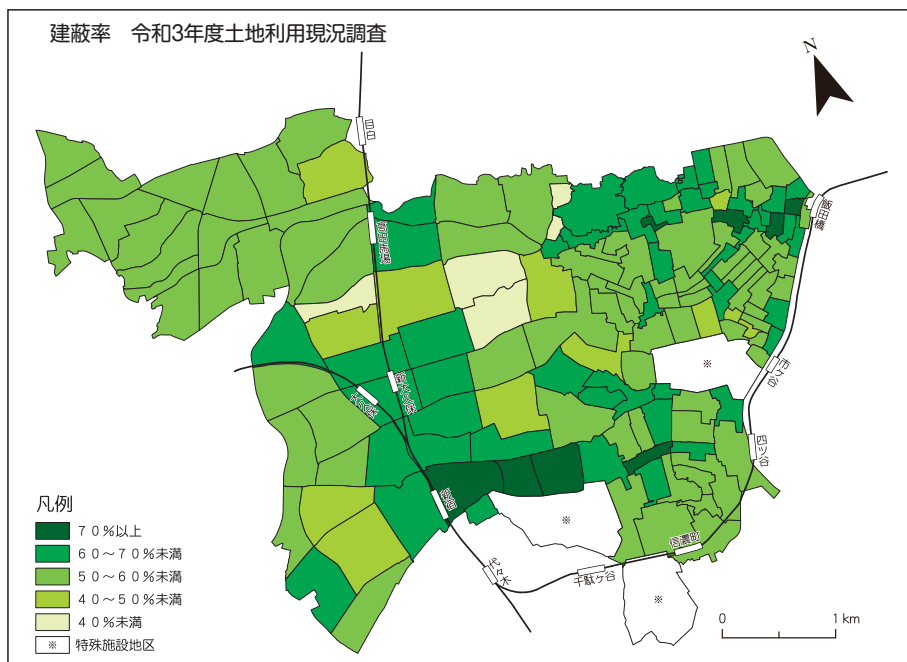 建蔽率　令和3年度土地利用現況調査
N
目白
高田馬場
飯田橋
新大久保
大久保
市ヶ谷
四ツ谷
新宿
信濃町
代々木
千駄ケ谷
※
※
※
凡例
７０％以上
６０～７０％未満
５０～６０％未満
４０～５０％未満
４０％未満
※ 特殊施設地区
0 1 km